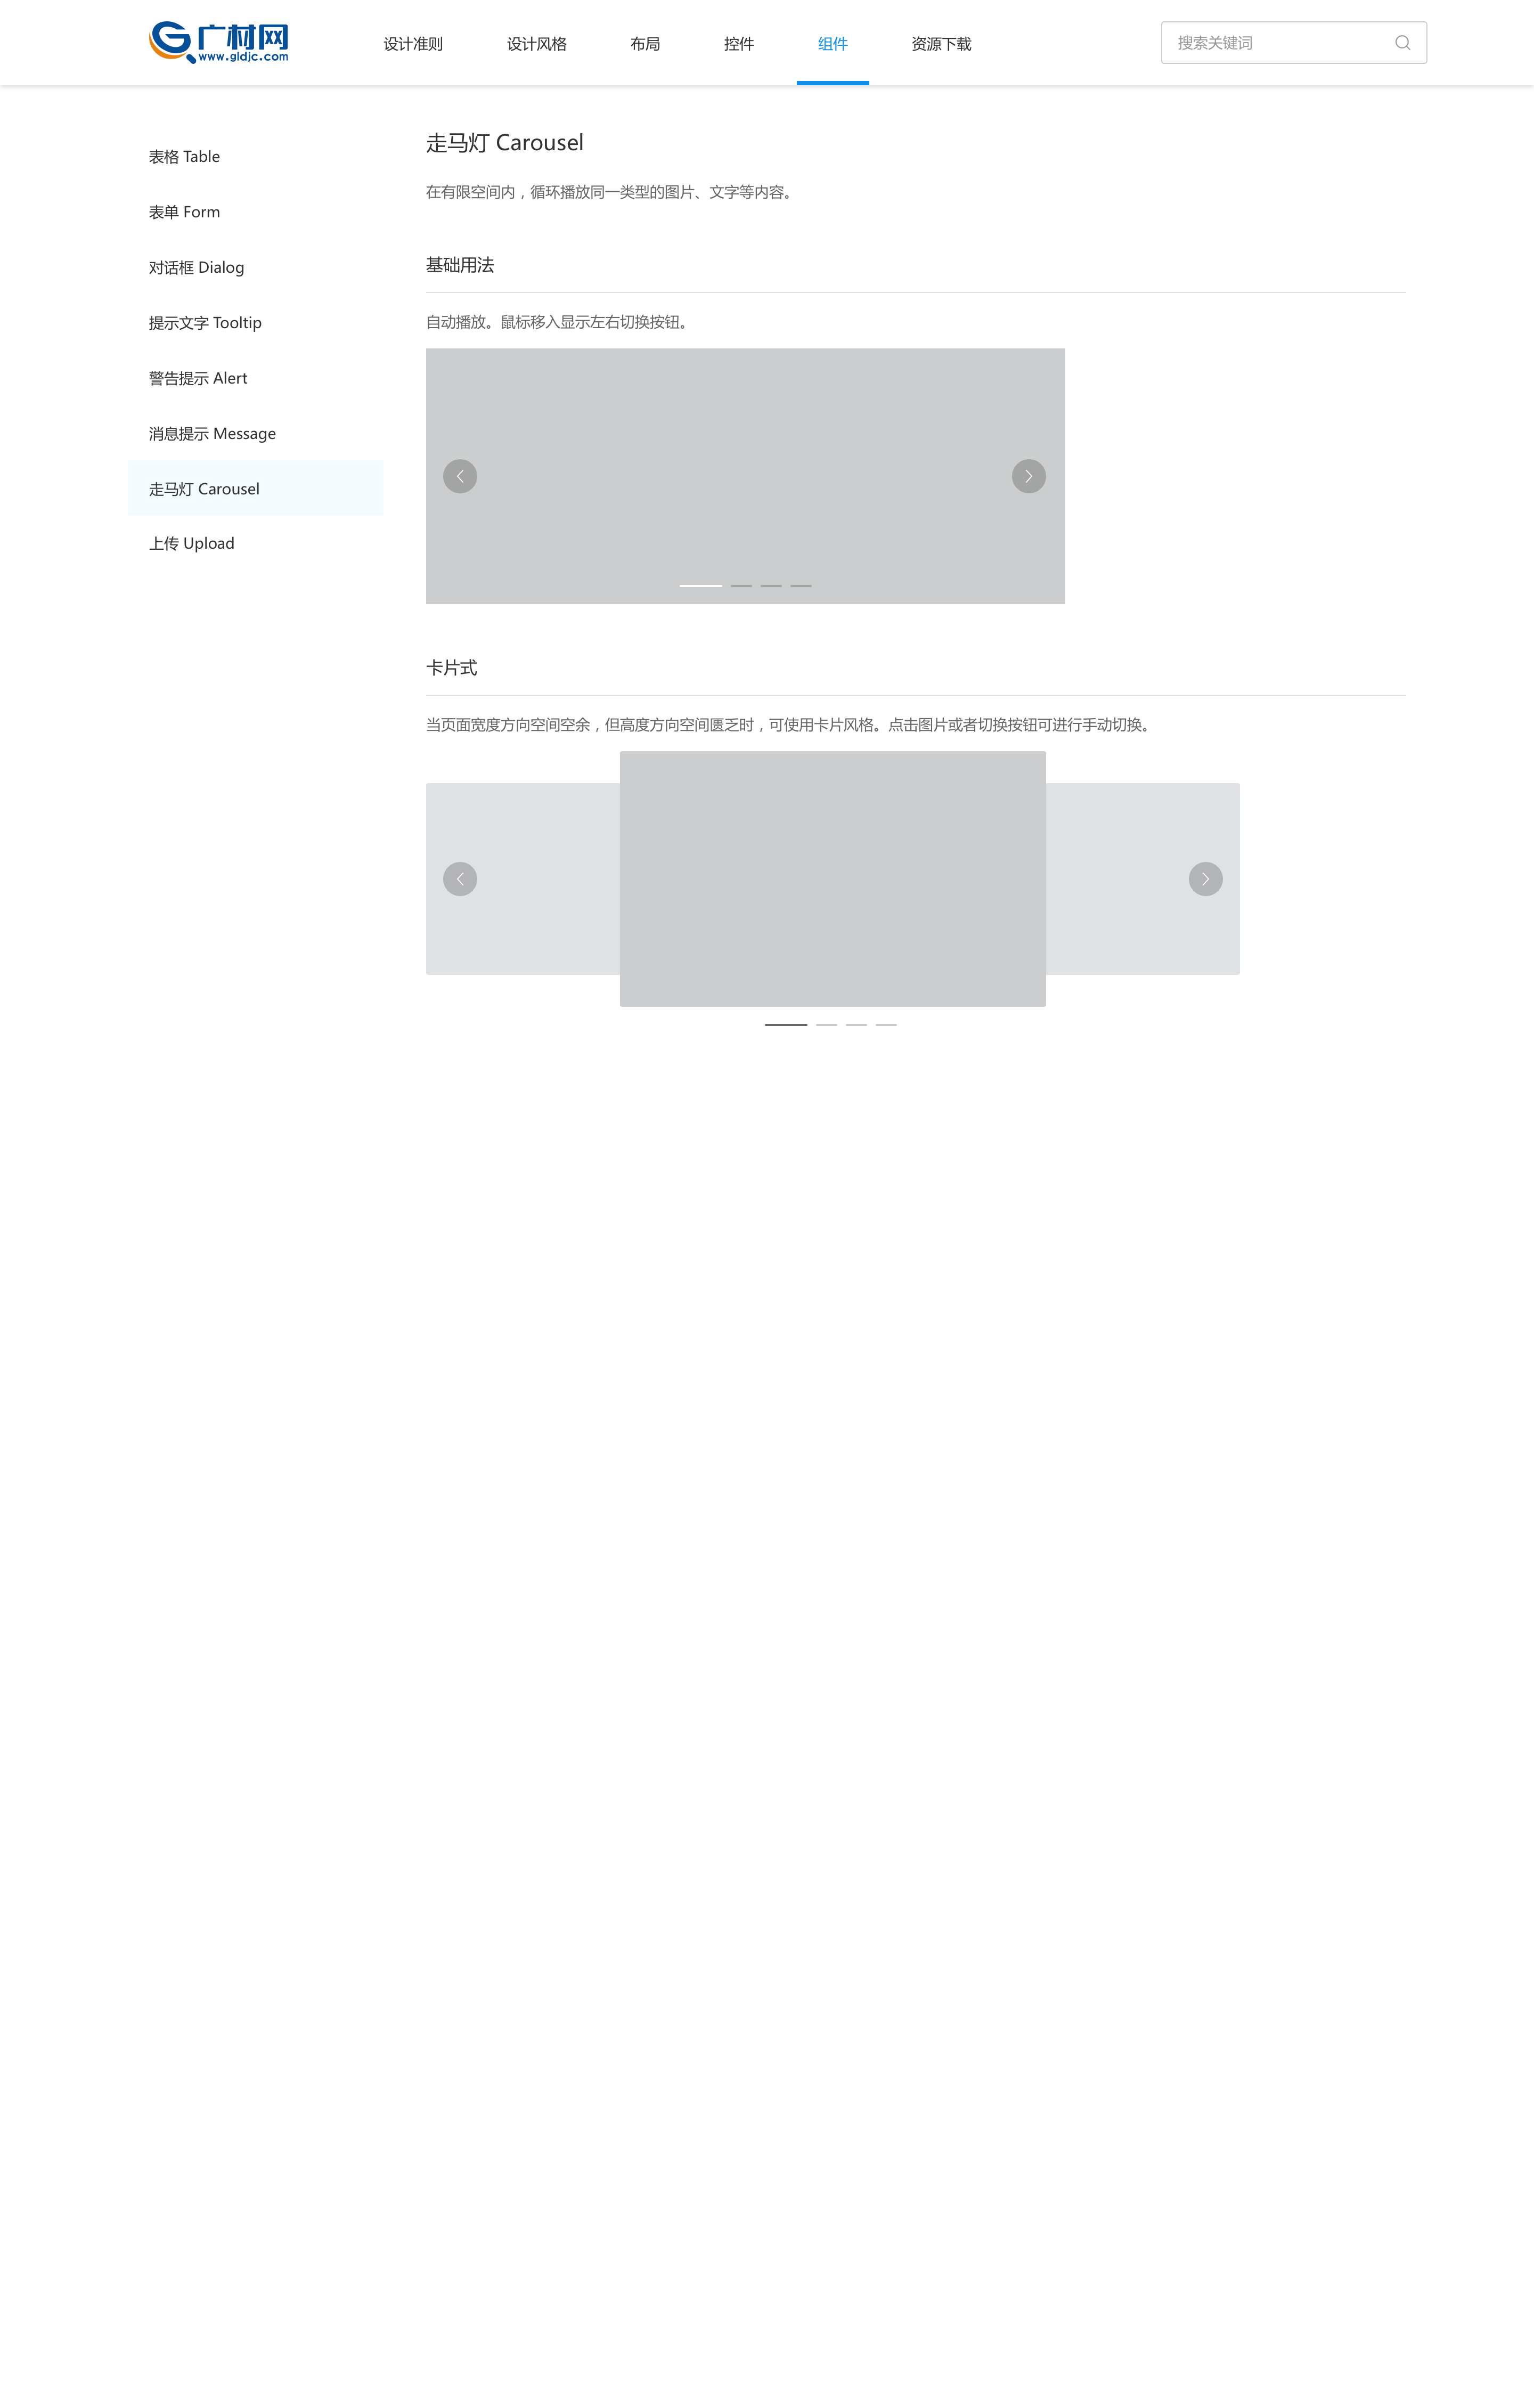 广材网
www.gldjc.com
设计准则 设计风格 布局 控件 组件 资源下载 搜索关键词
表格 Table
表单 Form
对话框 Dialog
提示文字 Tooltip
警告提示 Alert
消息提示 Message
走马灯 Carousel
上传 Upload
走马灯 Carousel
在有限空间内，循环播放同一类型的图片、文字等内容。
基础用法
自动播放。鼠标移入显示左右切换按钮。
卡片式
当页面宽度方向空间空余，但高度方向空间匮乏时，可使用卡片风格。点击图片或者切换按钮可进行手动切换。